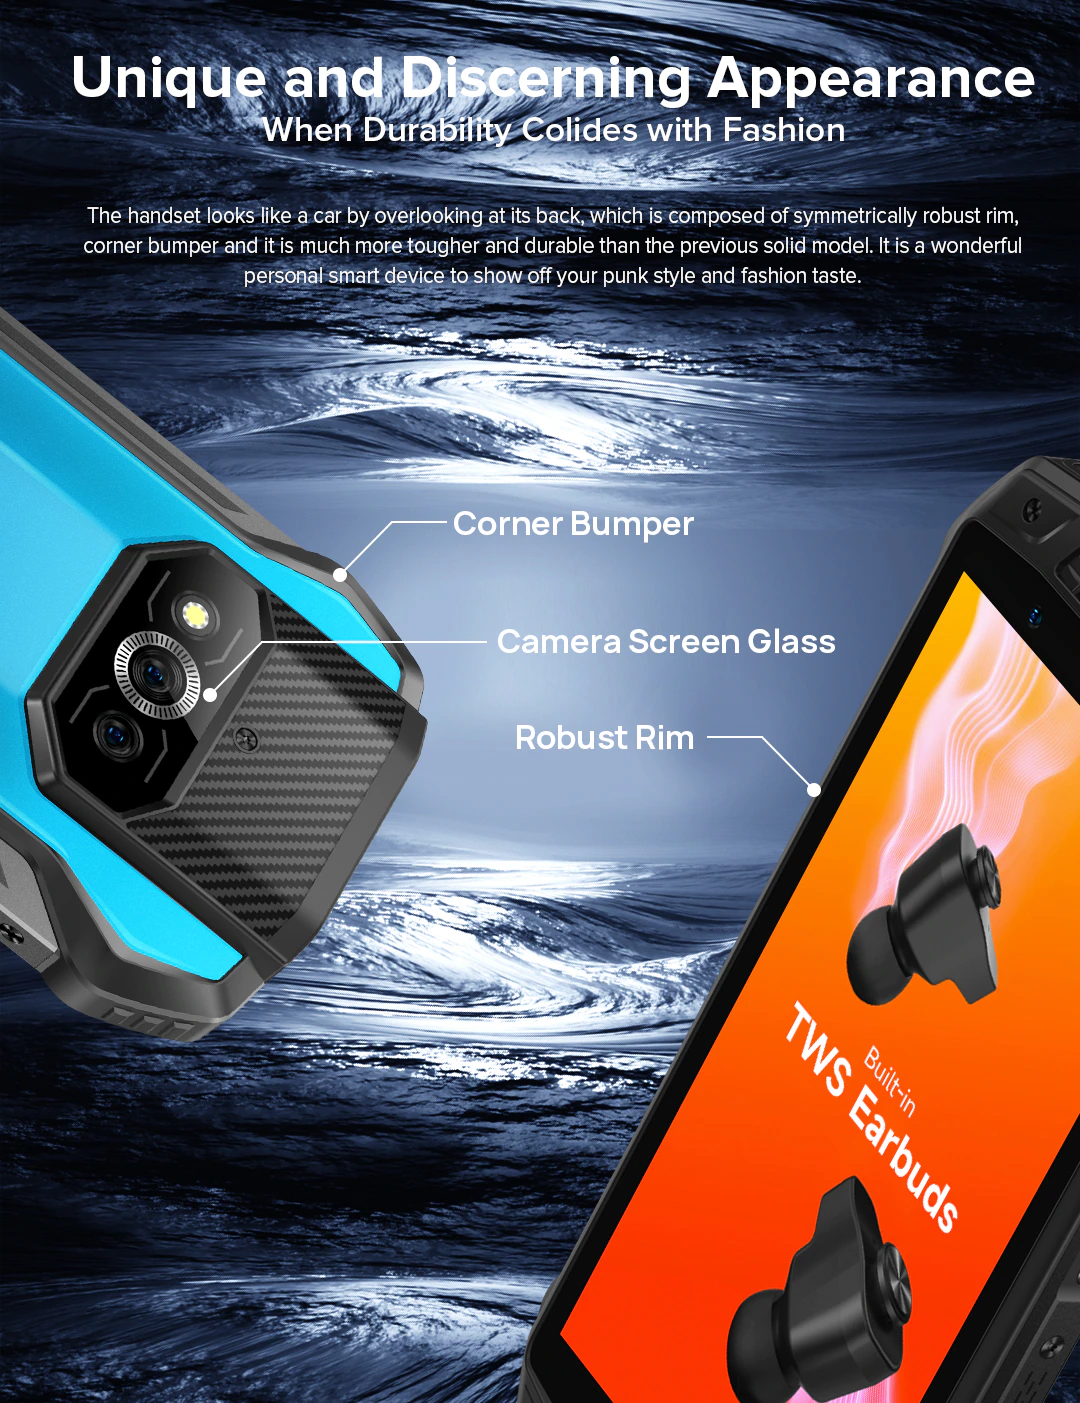 Unique and Discerning Appearance
When Durability Colides with Fashion
The handset looks like a car by overlooking at its back, which is composed of symmetrically robust rim,
corner bumper and it is much more tougher and durable than the previous solid model. It is a wonderful
personal smart device to show off your punk style and fashion taste.
Corner Bumper
Camera Screen Glass
Robust Rim
Built-in
TWS Earbuds